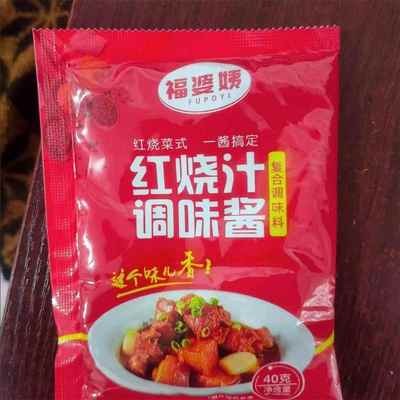 福婆姨
FUPOYI
红烧菜式 一酱搞定
红烧汁
调味酱
复合调味料
这个味儿香!
40克
净含量